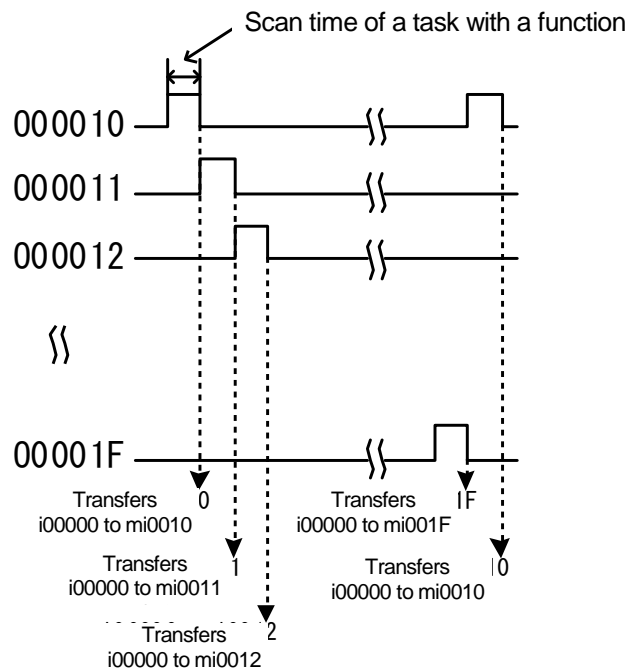 Scan time of a task with a function
000010
000011
000012
00001F
Transfers 0
i00000 to mi0010
Transfers 1F
i00000 to mi001F
Transfers 1
i00000 to mi0011
Transfers 10
i00000 to mi0010
2
Transfers
i00000 to mi0012